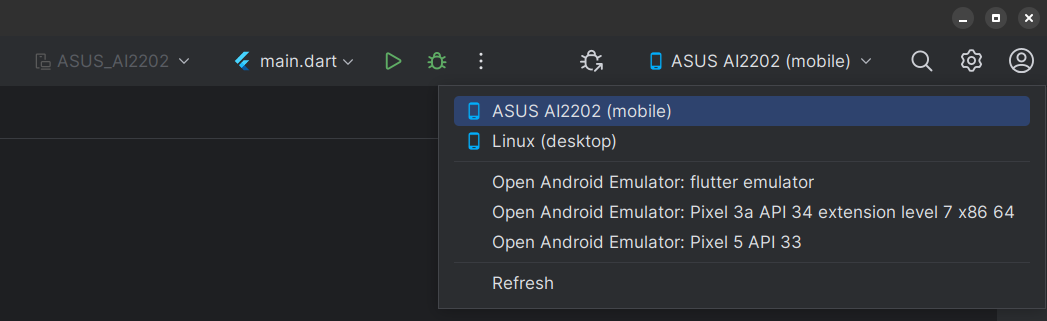 ASUS_AI2202 main.dart ASUS AI2202 (mobile)
ASUS AI2202 (mobile)
Linux (desktop)
Open Android Emulator: flutter emulator
Open Android Emulator: Pixel 3a API 34 extension level 7 x86 64
Open Android Emulator: Pixel 5 API 33
Refresh